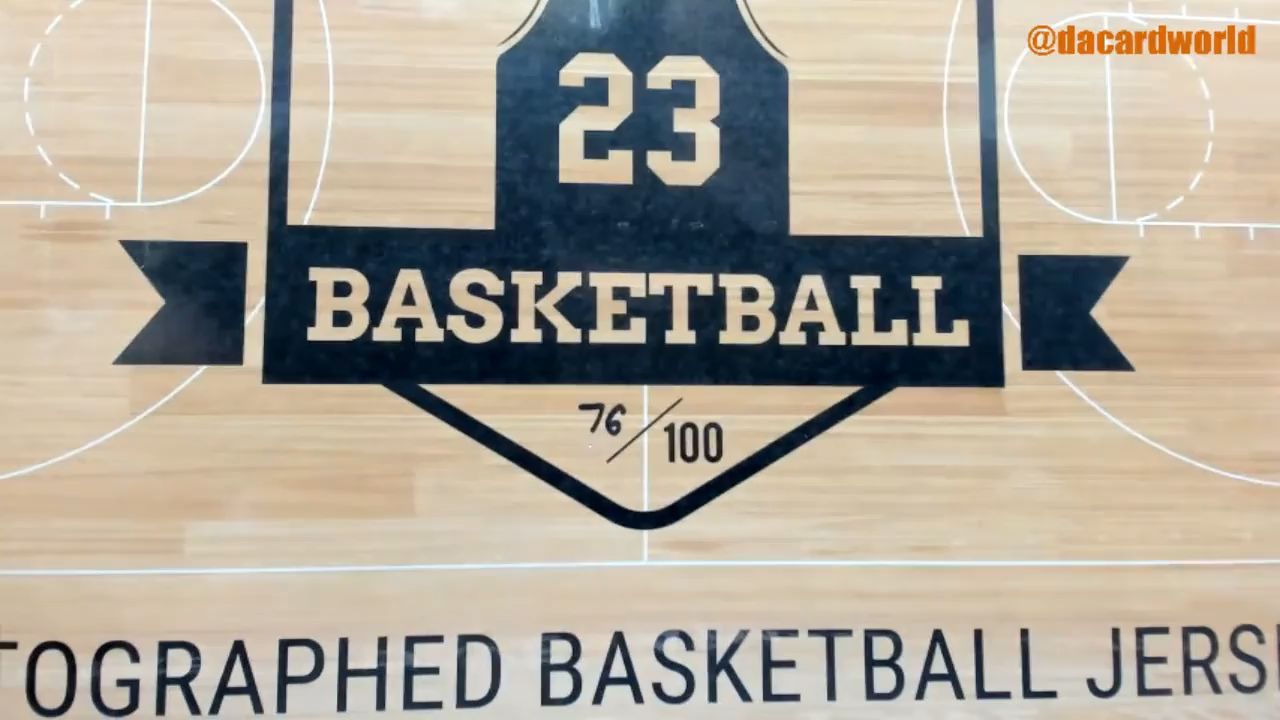 @dacardworld
23
BASKETBALL
76/100
TOGRAPHED BASKETBALL JERS